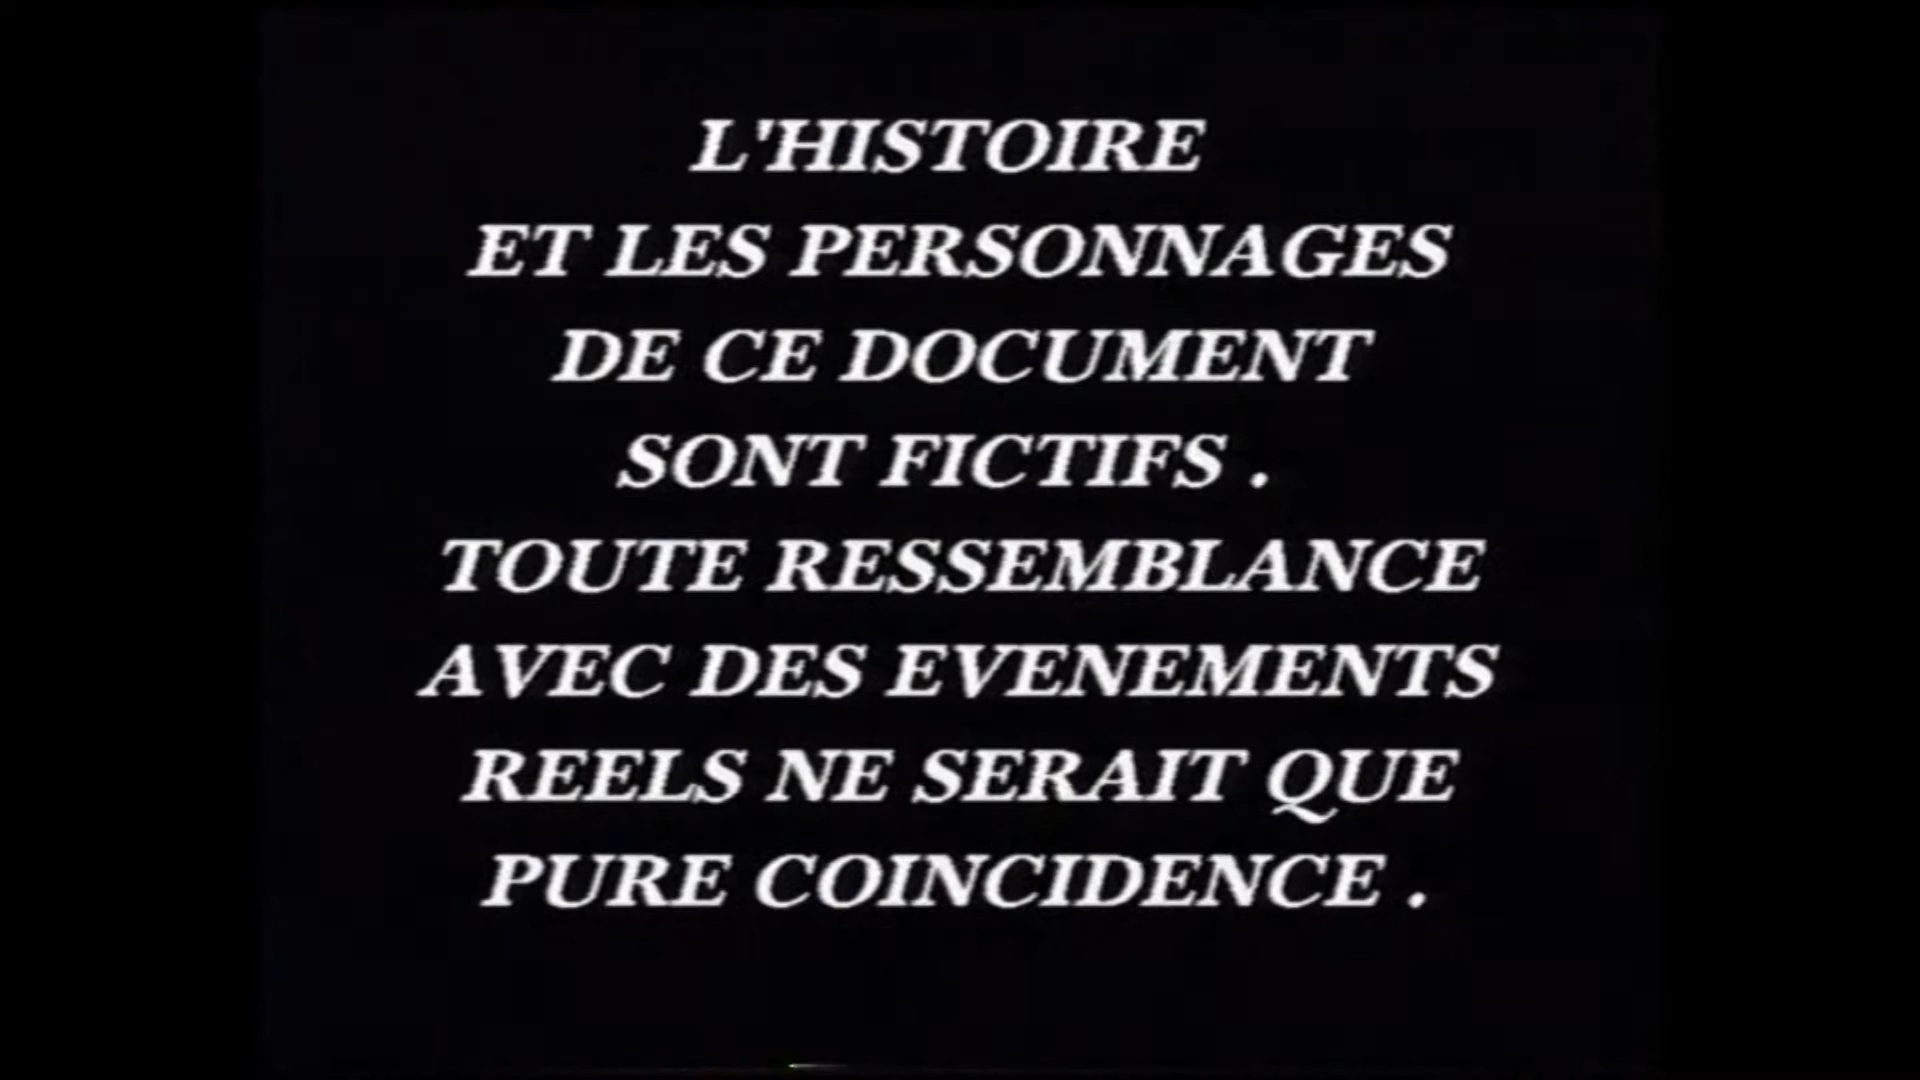 L'HISTOIRE
ET LES PERSONNAGES
DE CE DOCUMENT
SONT FICTIFS .
TOUTE RESSEMBLANCE
AVEC DES EVENEMENTS
REELS NE SERAIT QUE
PURE COINCIDENCE .